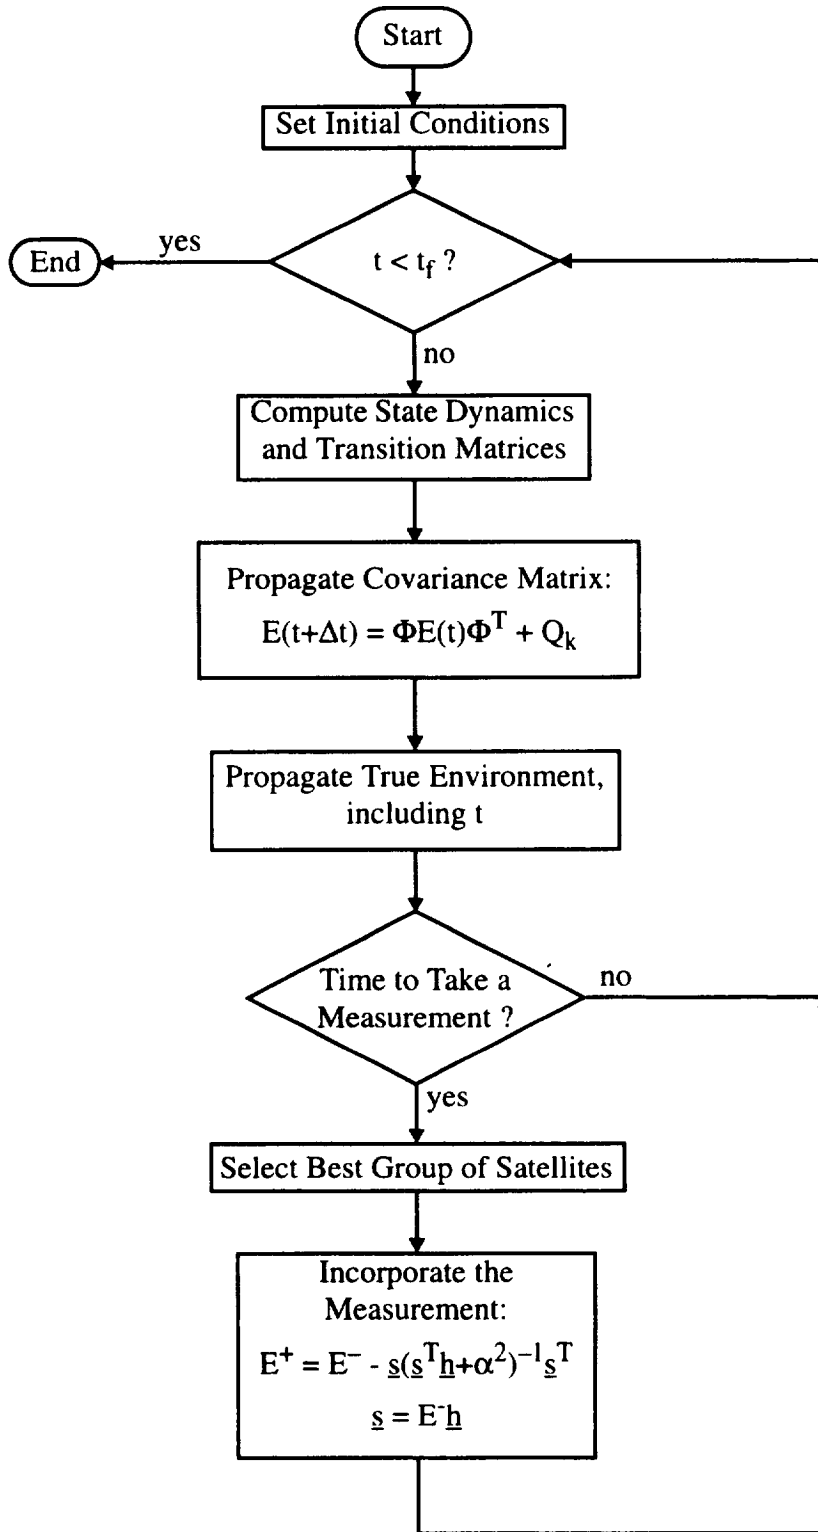 Start
Set Initial Conditions
yes
End
t < t_f ?
no
Compute State Dynamics
and Transition Matrices
Propagate Covariance Matrix:
E(t+Δt) = ΦE(t)Φ^T + Q_k
Propagate True Environment,
including t
Time to Take a
Measurement ?
no
yes
Select Best Group of Satellites
Incorporate the
Measurement:
E^+ = E^- - s̲(s̲^T h̲+α^2)^-1 s̲^T
s̲ = E^- h̲